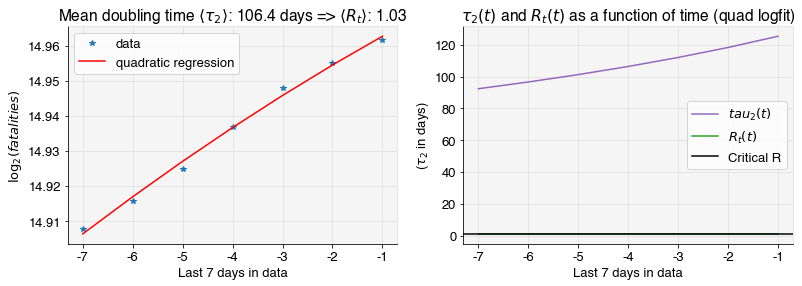 Mean doubling time ⟨τ₂⟩: 106.4 days => ⟨Rₜ⟩: 1.03
14.96
14.95
14.94
14.93
14.92
14.91
log₂(fatalities)
data
quadratic regression
-7 -6 -5 -4 -3 -2 -1
Last 7 days in data
τ₂(t) and Rₜ(t) as a function of time (quad logfit)
120
100
80
60
40
20
0
(τ₂ in days)
tau₂(t)
Rₜ(t)
Critical R
-7 -6 -5 -4 -3 -2 -1
Last 7 days in data